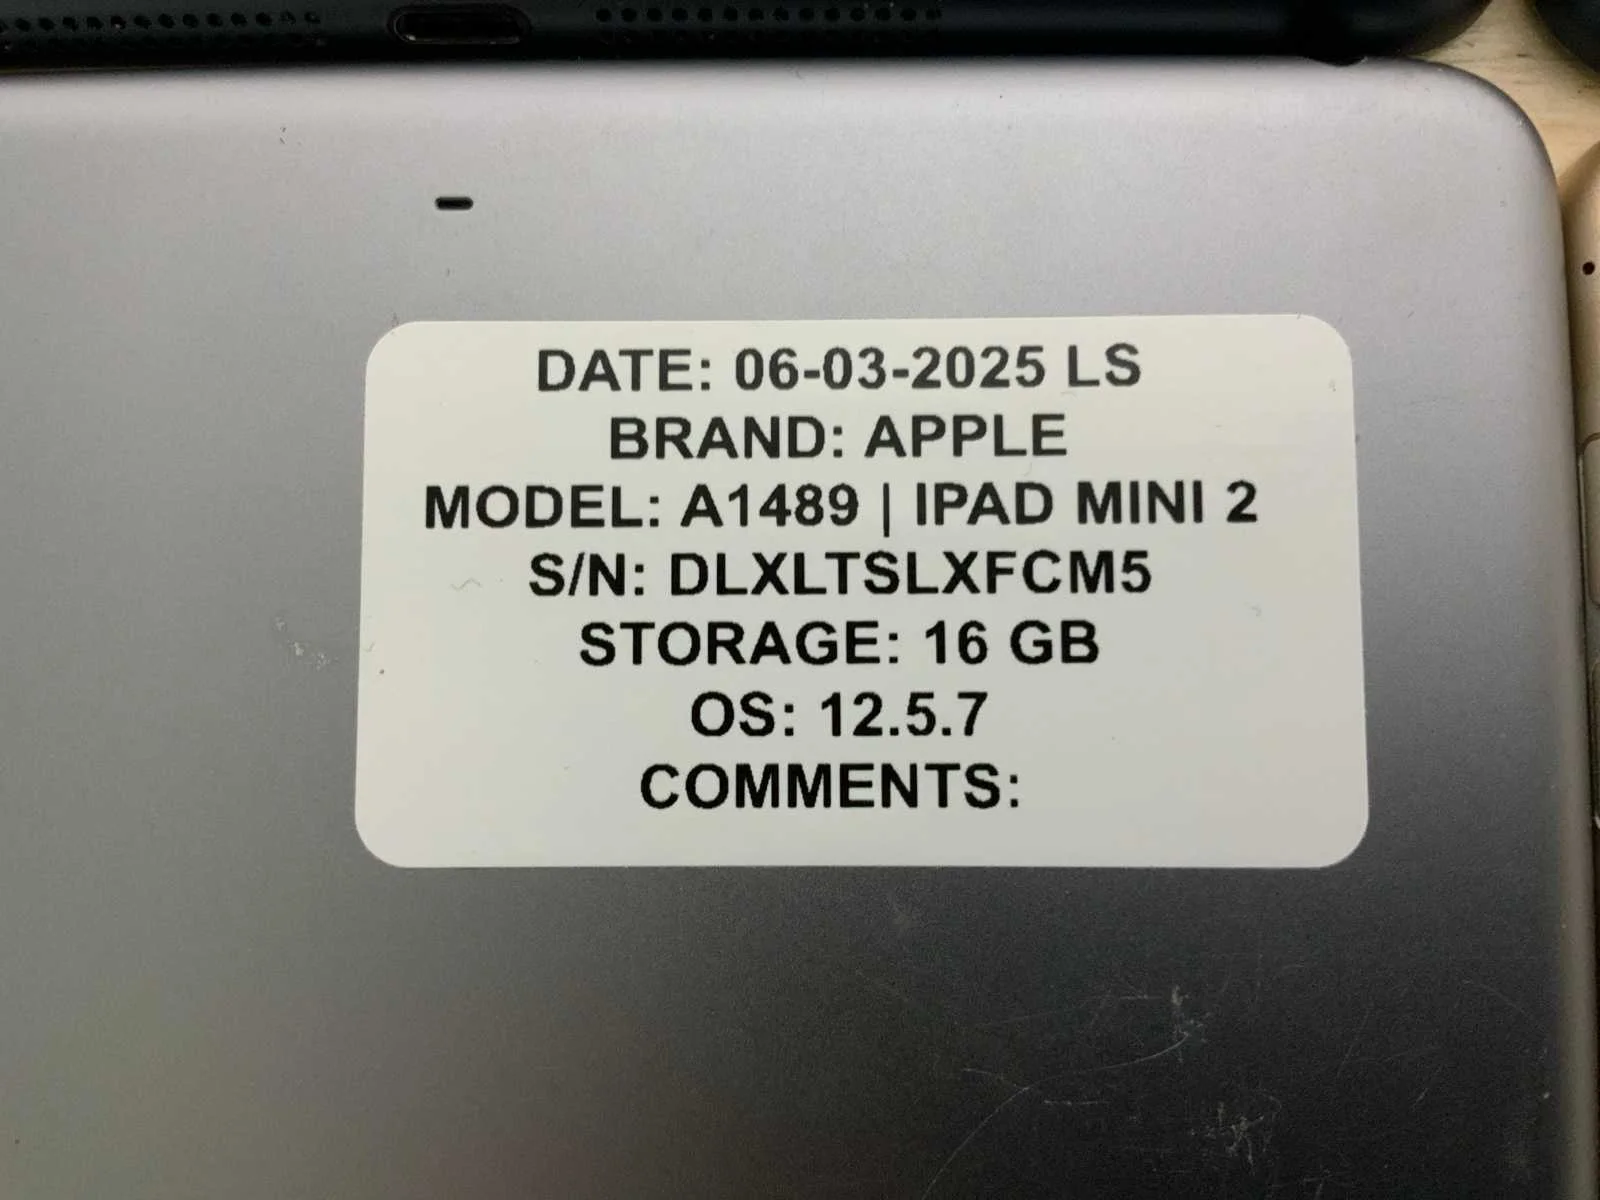 DATE: 06-03-2025 LS
BRAND: APPLE
MODEL: A1489 | IPAD MINI 2
S/N: DLXLTSLXFCM5
STORAGE: 16 GB
OS: 12.5.7
COMMENTS: